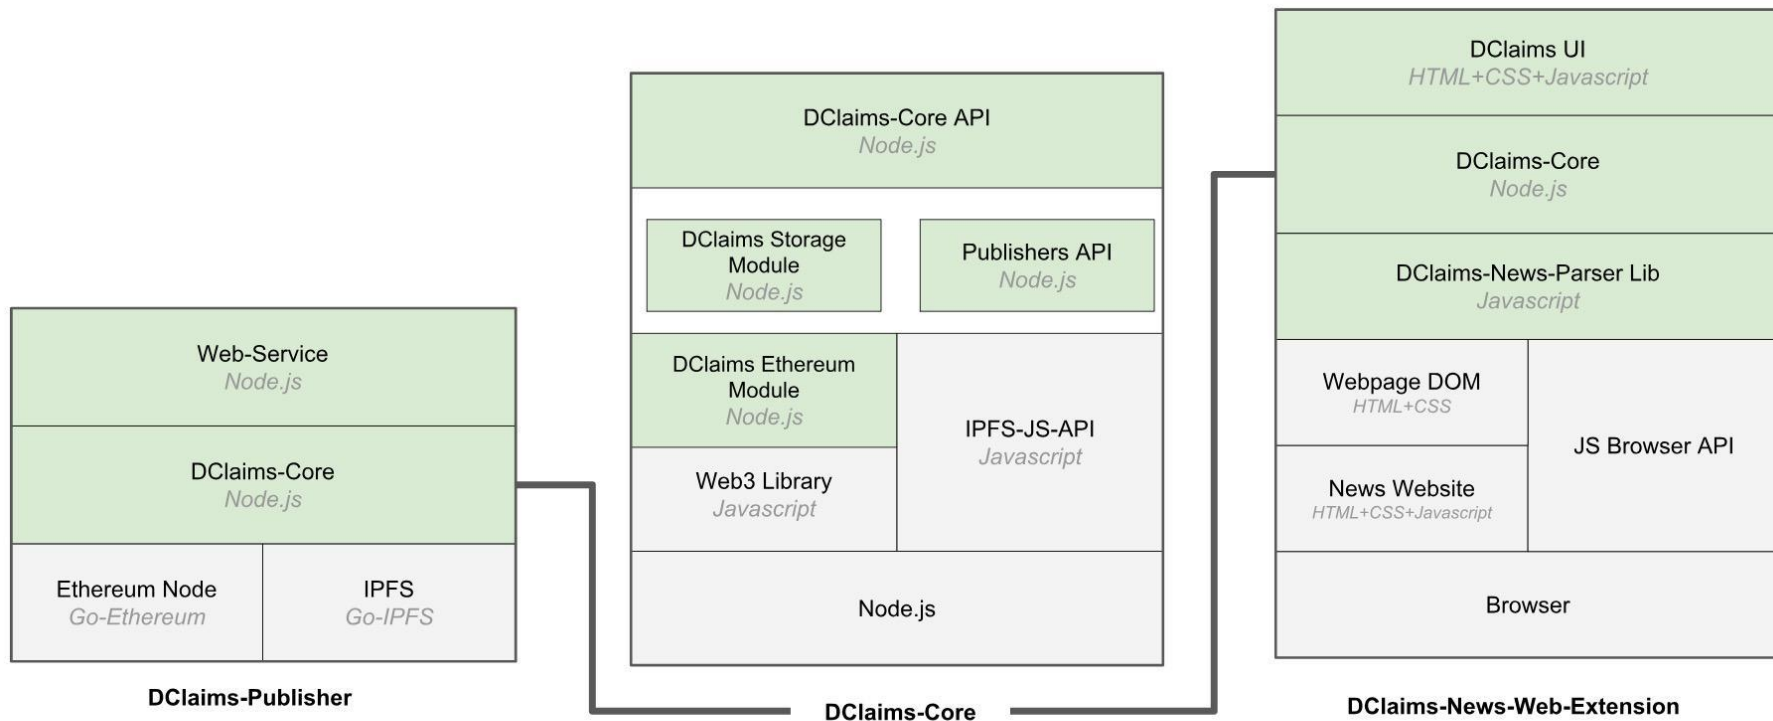 Web-Service
Node.js
DClaims-Core
Node.js
Ethereum Node
Go-Ethereum
IPFS
Go-IPFS
DClaims-Publisher
DClaims-Core API
Node.js
DClaims Storage
Module
Node.js
Publishers API
Node.js
DClaims Ethereum
Module
Node.js
Web3 Library
Javascript
IPFS-JS-API
Javascript
Node.js
DClaims-Core
DClaims UI
HTML+CSS+Javascript
DClaims-Core
Node.js
DClaims-News-Parser Lib
Javascript
Webpage DOM
HTML+CSS
News Website
HTML+CSS+Javascript
JS Browser API
Browser
DClaims-News-Web-Extension